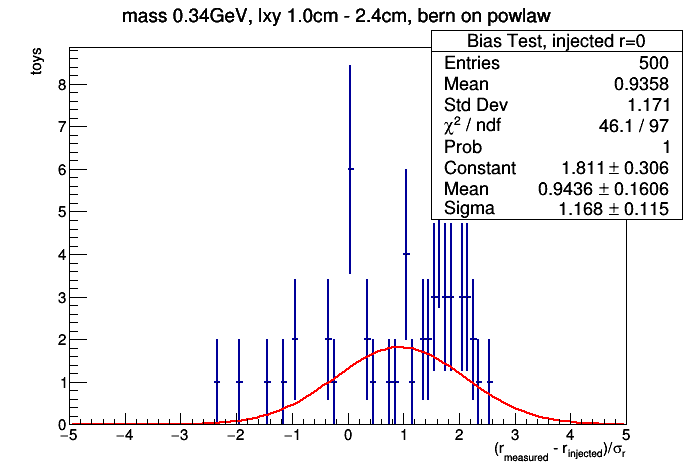 mass 0.34GeV, lxy 1.0cm - 2.4cm, bern on powlaw
toys
Bias Test, injected r=0
Entries 500
Mean 0.9358
Std Dev 1.171
χ² / ndf 46.1 / 97
Prob 1
Constant 1.811 ± 0.306
Mean 0.9436 ± 0.1606
Sigma 1.168 ± 0.115
8
7
6
5
4
3
2
1
0
−5 −4 −3 −2 −1 0 1 2 3 4 5
(r_measured - r_injected)/σ_r